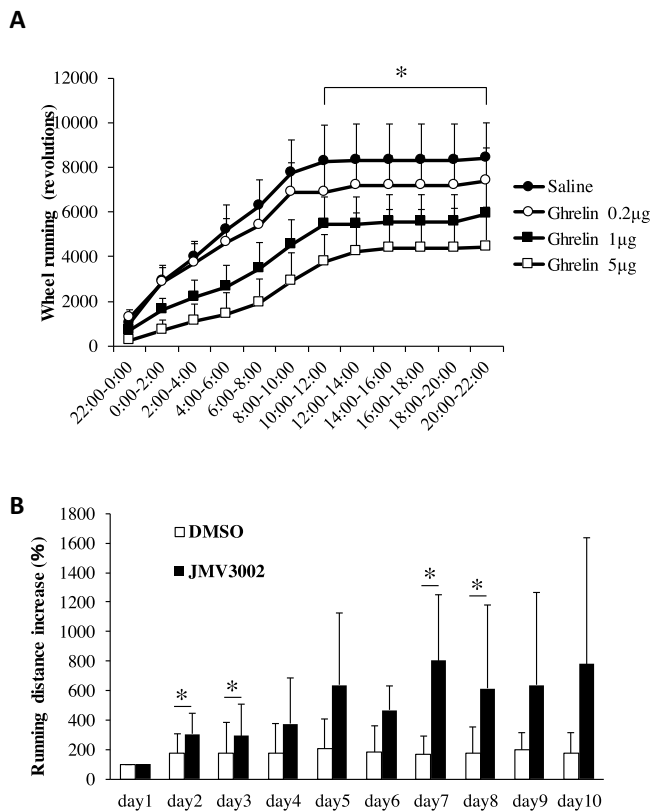 A
Wheel running (revolutions)
12000
10000
8000
6000
4000
2000
0
*
Saline
Ghrelin 0.2μg
Ghrelin 1μg
Ghrelin 5μg
22:00-0:00
0:00-2:00
2:00-4:00
4:00-6:00
6:00-8:00
8:00-10:00
10:00-12:00
12:00-14:00
14:00-16:00
16:00-18:00
18:00-20:00
20:00-22:00
B
Running distance increase (%)
1800
1600
1400
1200
1000
800
600
400
200
0
DMSO
JMV3002
* * * *
day1 day2 day3 day4 day5 day6 day7 day8 day9 day10